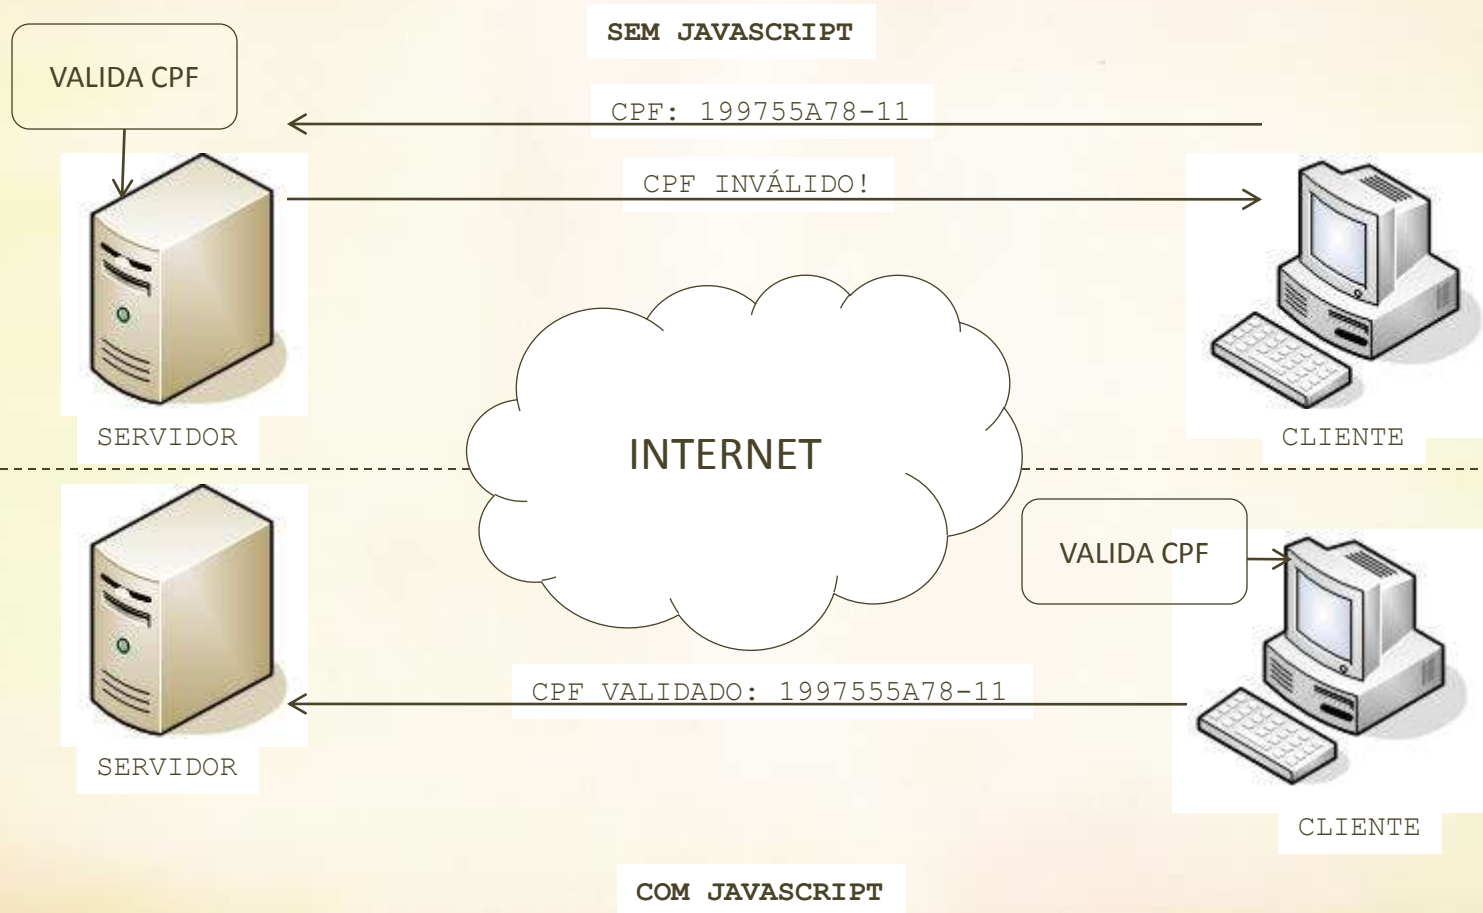 SEM JAVASCRIPT
VALIDA CPF
CPF: 199755A78-11
CPF INVÁLIDO!
SERVIDOR
CLIENTE
INTERNET
VALIDA CPF
CPF VALIDADO: 1997555A78-11
SERVIDOR
CLIENTE
COM JAVASCRIPT